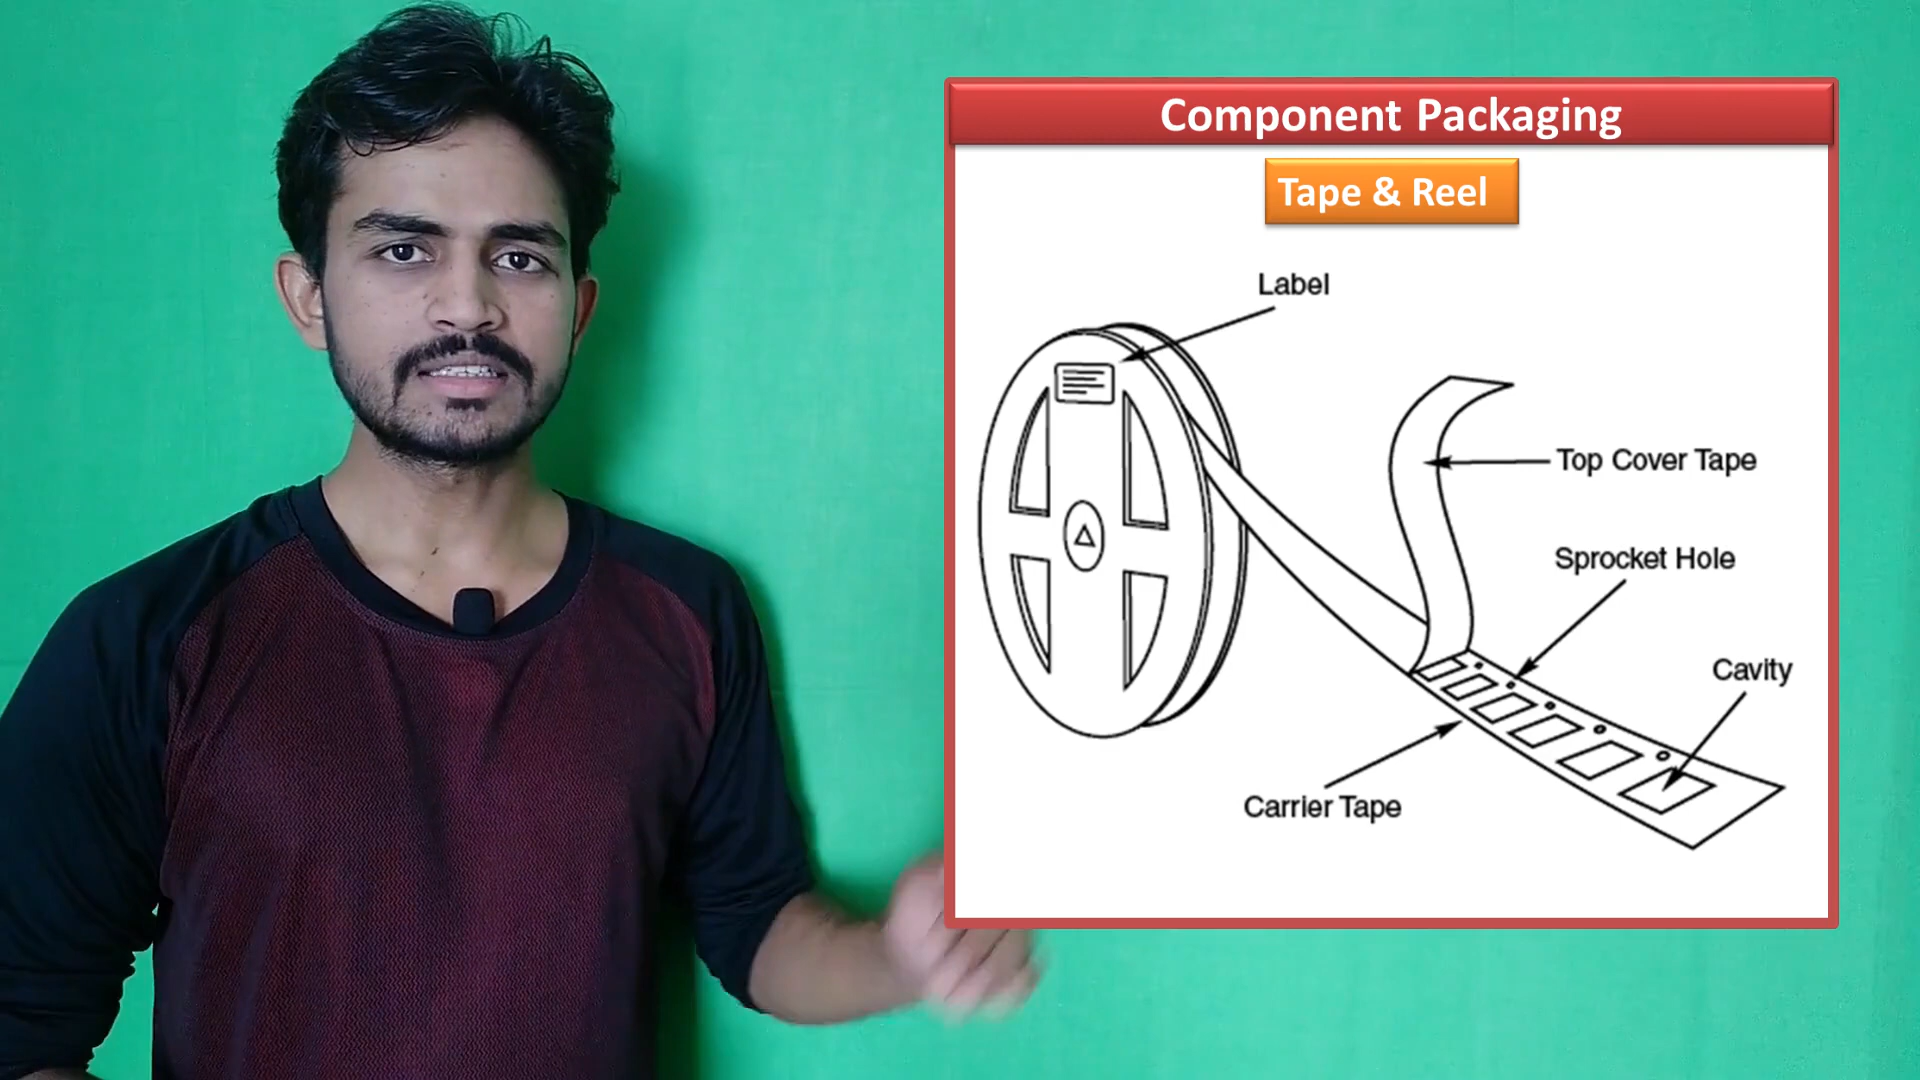 Component Packaging
Tape & Reel
Label
Top Cover Tape
Sprocket Hole
Cavity
Carrier Tape